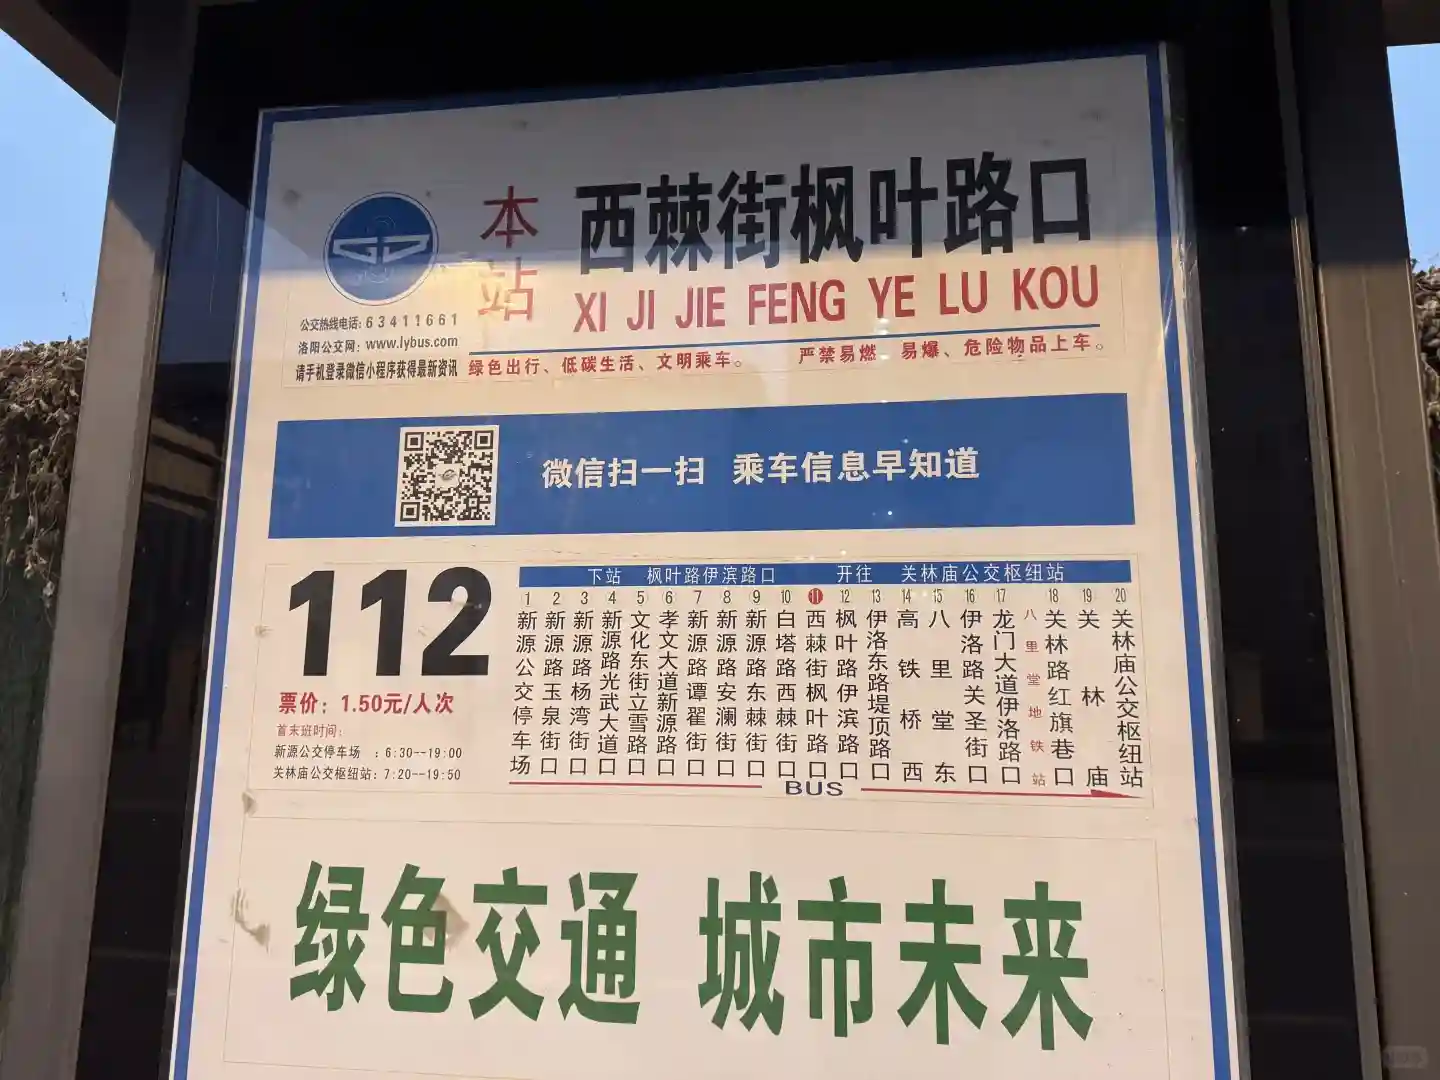 本站
西棘街枫叶路口
XI JI JIE FENG YE LU KOU
公交热线电话:63411661
洛阳公交网:www.lybus.com
请手机登录微信小程序获得最新资讯
绿色出行、低碳生活、文明乘车。 严禁易燃、易爆、危险物品上车。
微信扫一扫 乘车信息早知道
112
票价：1.50元/人次
首末班时间：
新源公交停车场 ：6:30--19:00
关林庙公交枢纽站：7:20--19:50
下站 枫叶路伊滨路口 开往 关林庙公交枢纽站
1 新源公交停车场
2 新源路玉泉街口
3 新源路杨湾街口
4 新源路光武大道口
5 文化东街立雪路口
6 孝文大道新源路口
7 新源路谭翟街口
8 新源路安澜街口
9 新源路东棘街口
10 白塔路西棘街口
11 西棘街枫叶路口
12 枫叶路伊滨路口
13 伊洛东路堤顶路口
14 高铁桥西
15 八里堂东
16 伊洛路关圣街口
17 龙门大道伊洛路口
八里堂地铁站
18 关林路红旗巷口
19 关林庙
20 关林庙公交枢纽站
BUS
绿色交通 城市未来